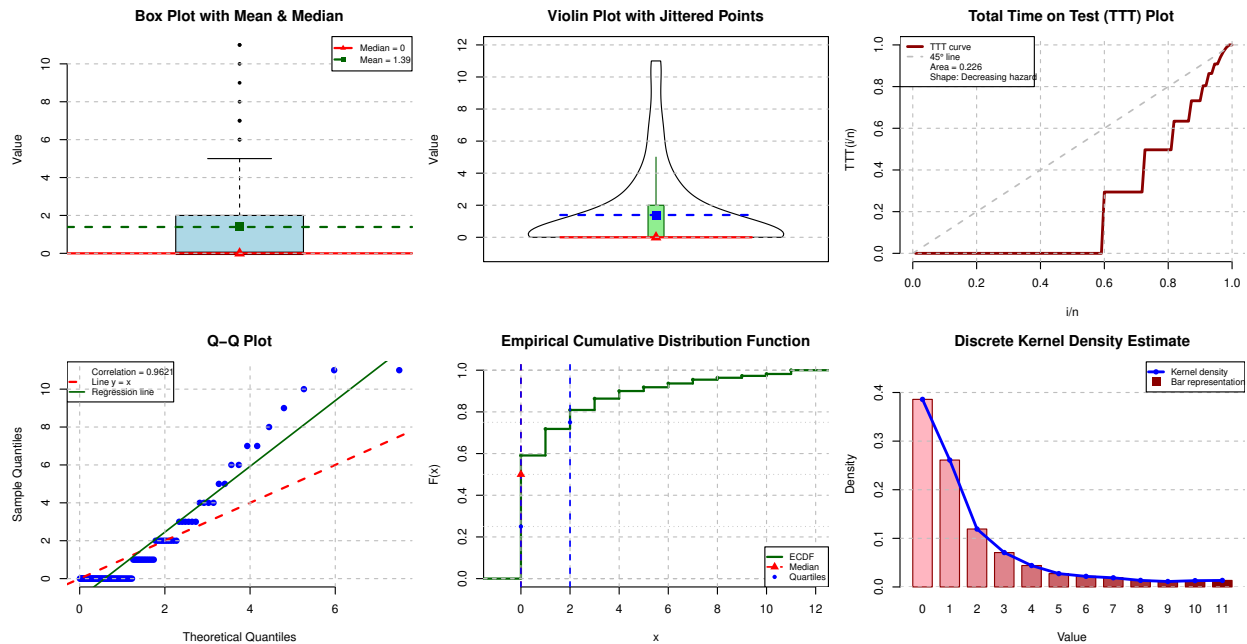 Box Plot with Mean & Median
Median = 0
Mean = 1.39
Value
0
2
4
6
8
10
Violin Plot with Jittered Points
Value
0
2
4
6
8
10
12
Total Time on Test (TTT) Plot
TTT curve
45° line
Area = 0.226
Shape: Decreasing hazard
TTT(i/n)
0.0
0.2
0.4
0.6
0.8
1.0
0.0 0.2 0.4 0.6 0.8 1.0
i/n
Q−Q Plot
Correlation = 0.9621
Line y = x
Regression line
Sample Quantiles
0
2
4
6
8
10
0 2 4 6
Theoretical Quantiles
Empirical Cumulative Distribution Function
F(x)
0.0
0.2
0.4
0.6
0.8
1.0
ECDF
Median
Quartiles
0 2 4 6 8 10 12
x
Discrete Kernel Density Estimate
Kernel density
Bar representation
Density
0.0
0.1
0.2
0.3
0.4
0 1 2 3 4 5 6 7 8 9 10 11
Value